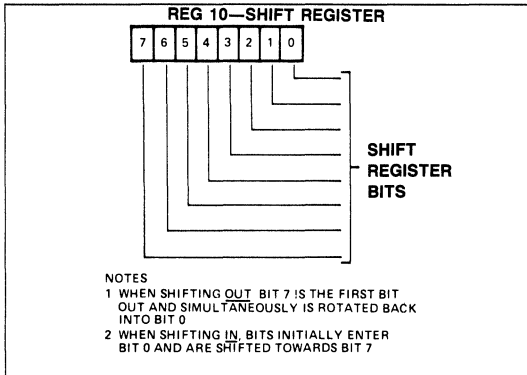 REG 10—SHIFT REGISTER
7 6 5 4 3 2 1 0
SHIFT
REGISTER
BITS
NOTES
1 WHEN SHIFTING OUT BIT 7 IS THE FIRST BIT
OUT AND SIMULTANEOUSLY IS ROTATED BACK
INTO BIT 0
2 WHEN SHIFTING IN, BITS INITIALLY ENTER
BIT 0 AND ARE SHIFTED TOWARDS BIT 7